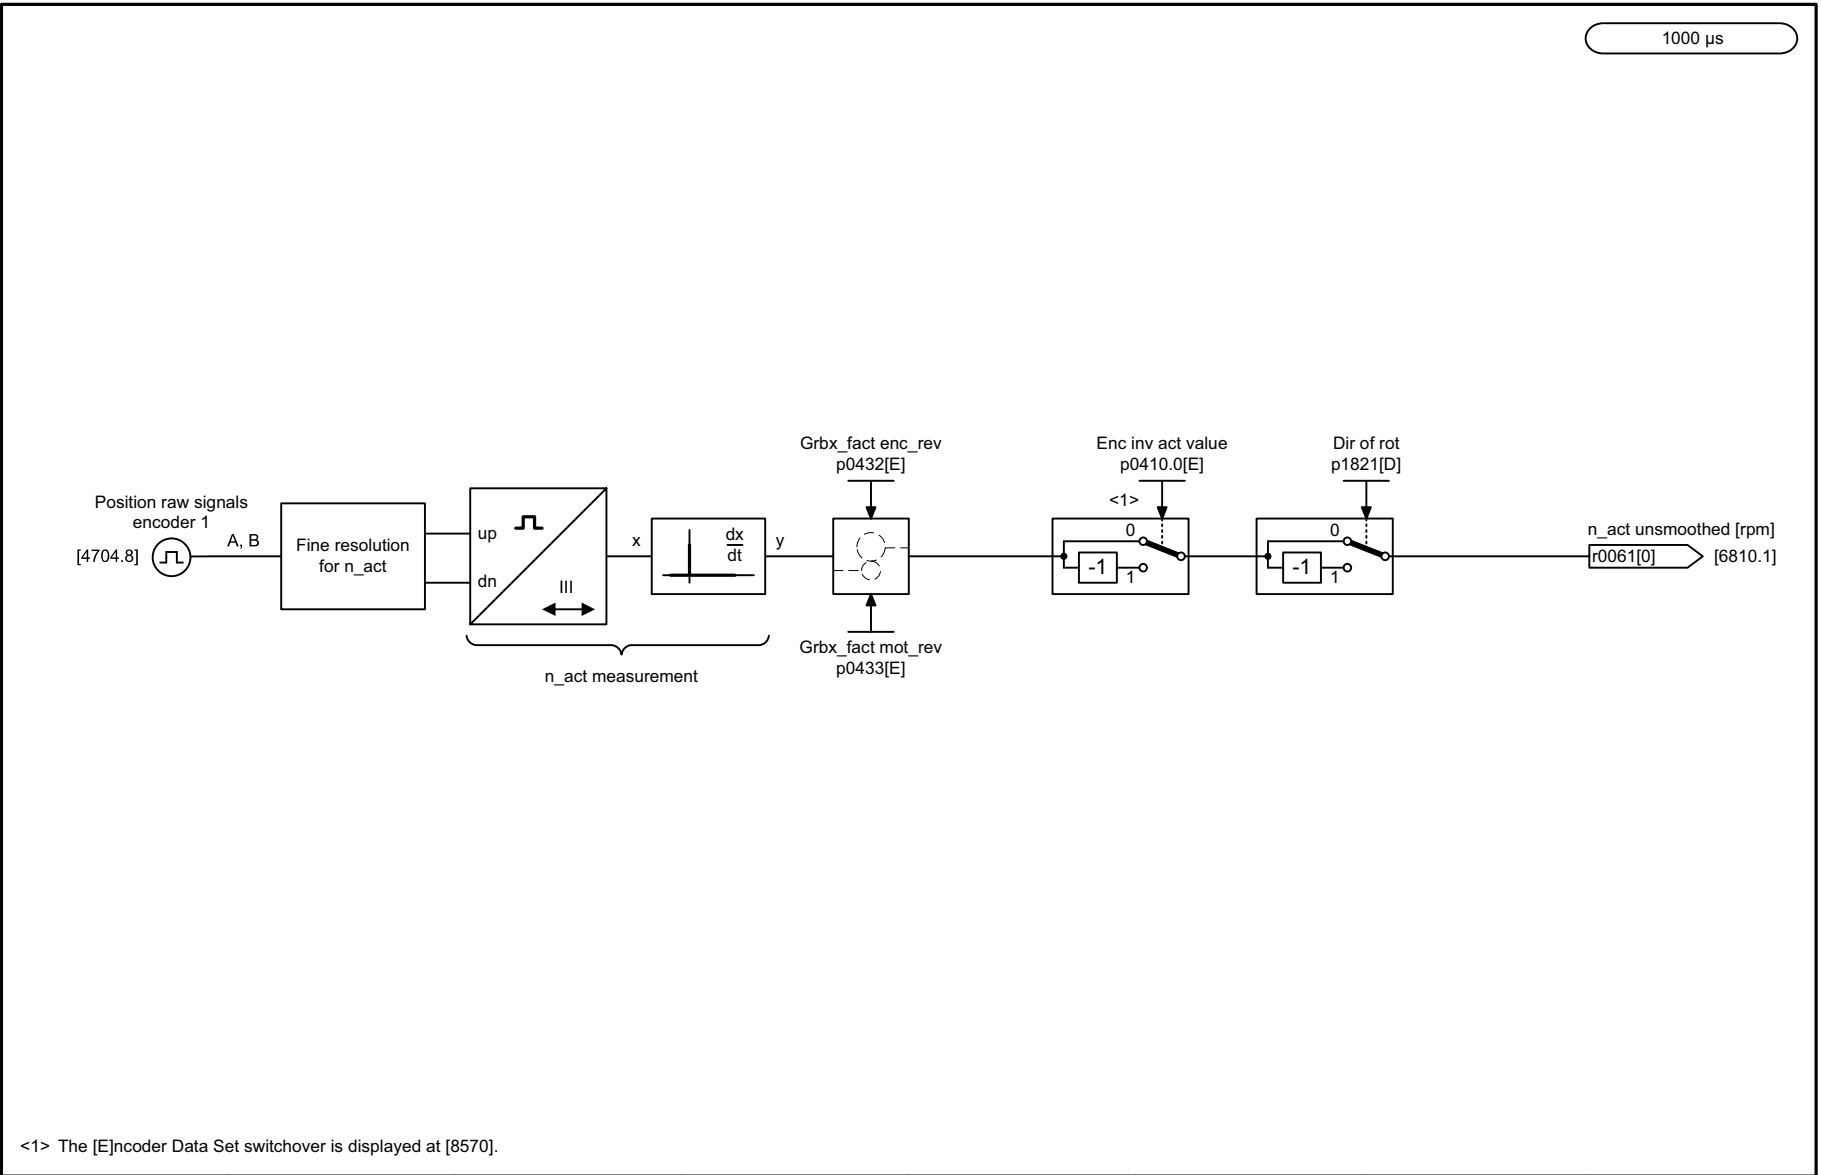 1000 µs
Grbx_fact enc_rev
p0432[E]
Enc inv act value
p0410.0[E]
Dir of rot
p1821[D]
<1>
Position raw signals
encoder 1
[4704.8]
A, B
Fine resolution
for n_act
up
dn
III
x
dx
dt
y
0
-1
1
0
-1
1
n_act unsmoothed [rpm]
r0061[0]
[6810.1]
Grbx_fact mot_rev
p0433[E]
n_act measurement
<1> The [E]ncoder Data Set switchover is displayed at [8570].